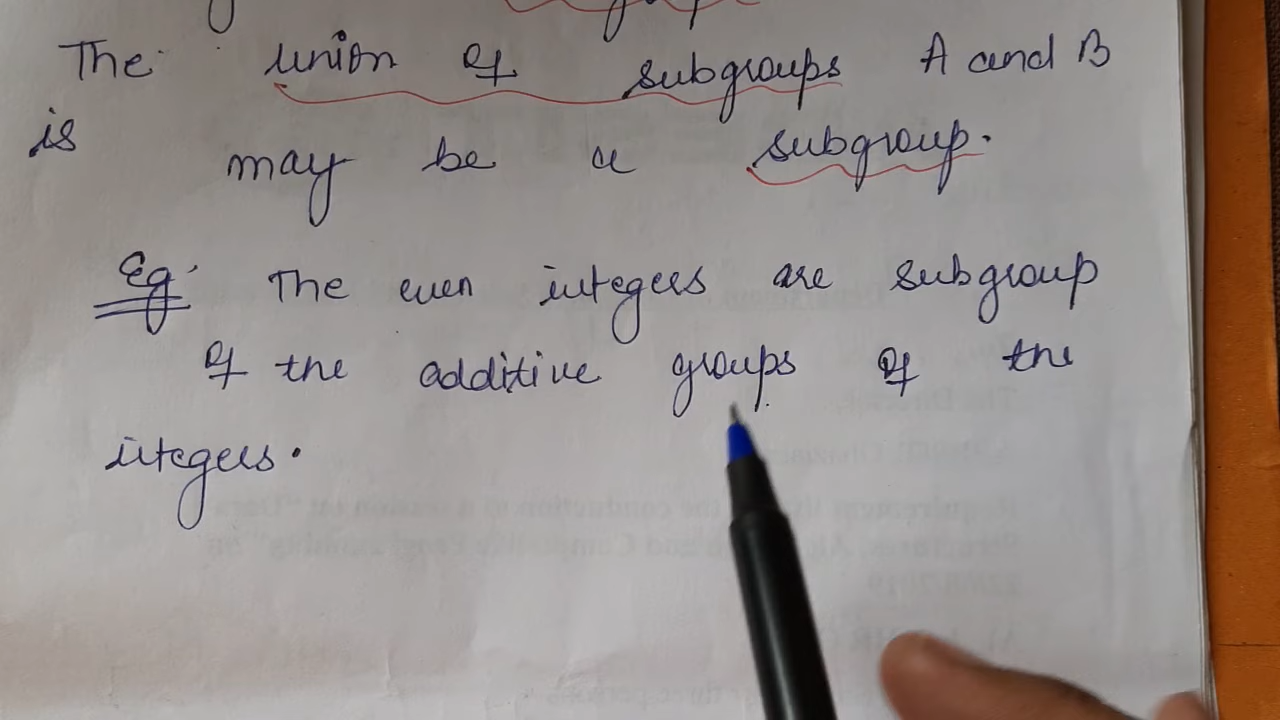 The union of subgroups A and B
is may be a subgroup.
Eg: The even integers are subgroup
of the additive groups of the
integers.